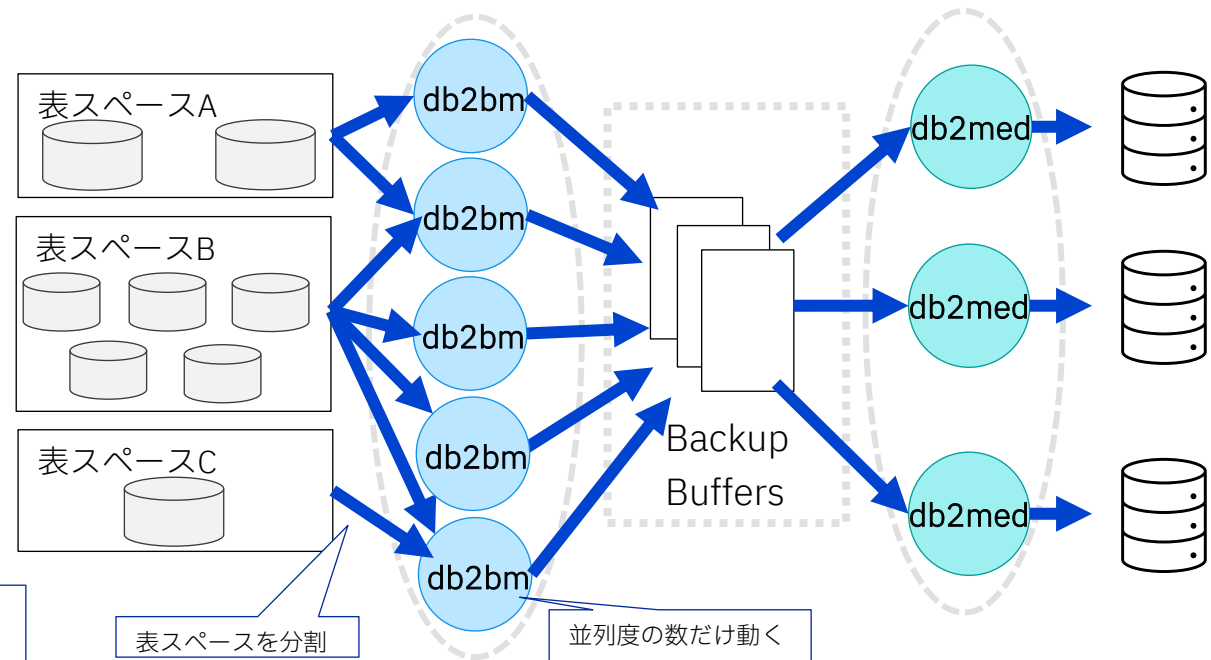 表スペースA
表スペースB
表スペースC
db2bm
db2bm
db2bm
db2bm
db2bm
Backup
Buffers
db2med
db2med
db2med
表スペースを分割
並列度の数だけ動く